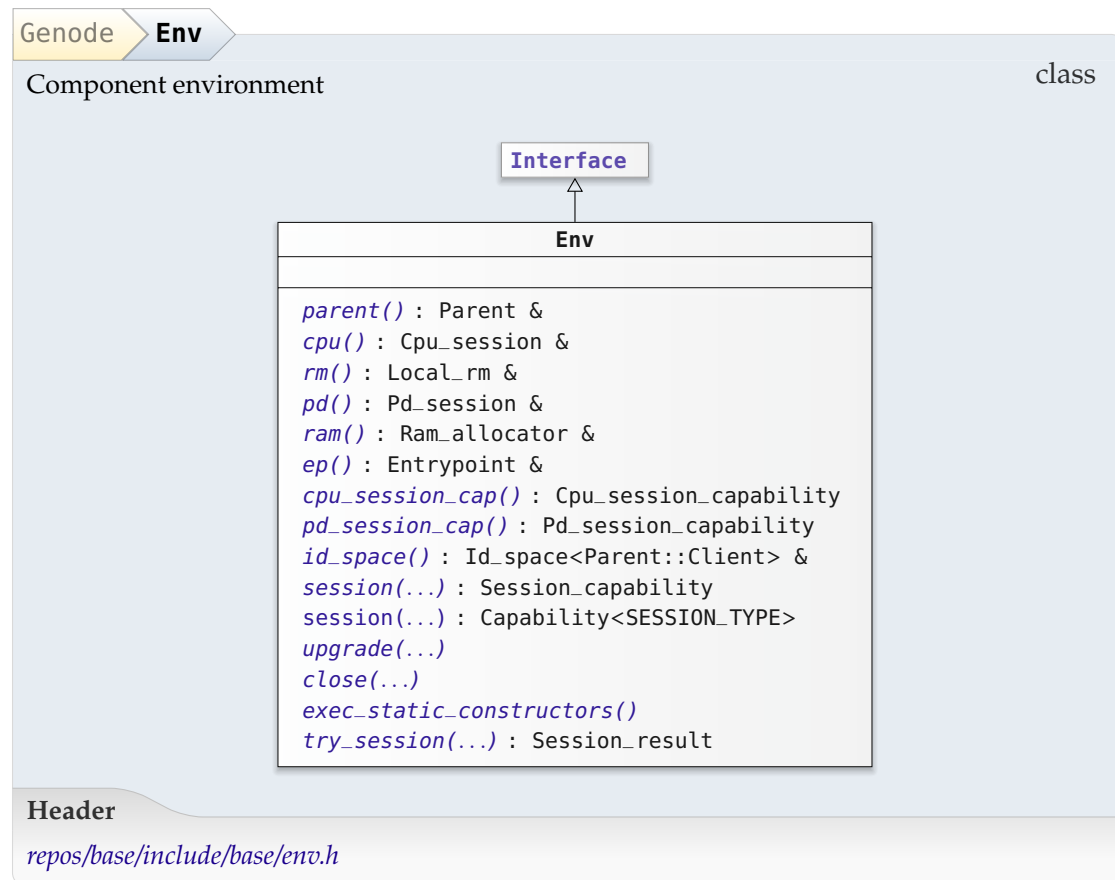 Genode Env
class
Component environment
Interface
Env
parent() : Parent &
cpu() : Cpu_session &
rm() : Local_rm &
pd() : Pd_session &
ram() : Ram_allocator &
ep() : Entrypoint &
cpu_session_cap() : Cpu_session_capability
pd_session_cap() : Pd_session_capability
id_space() : Id_space<Parent::Client> &
session(...) : Session_capability
session(...) : Capability<SESSION_TYPE>
upgrade(...)
close(...)
exec_static_constructors()
try_session(...) : Session_result
Header
repos/base/include/base/env.h